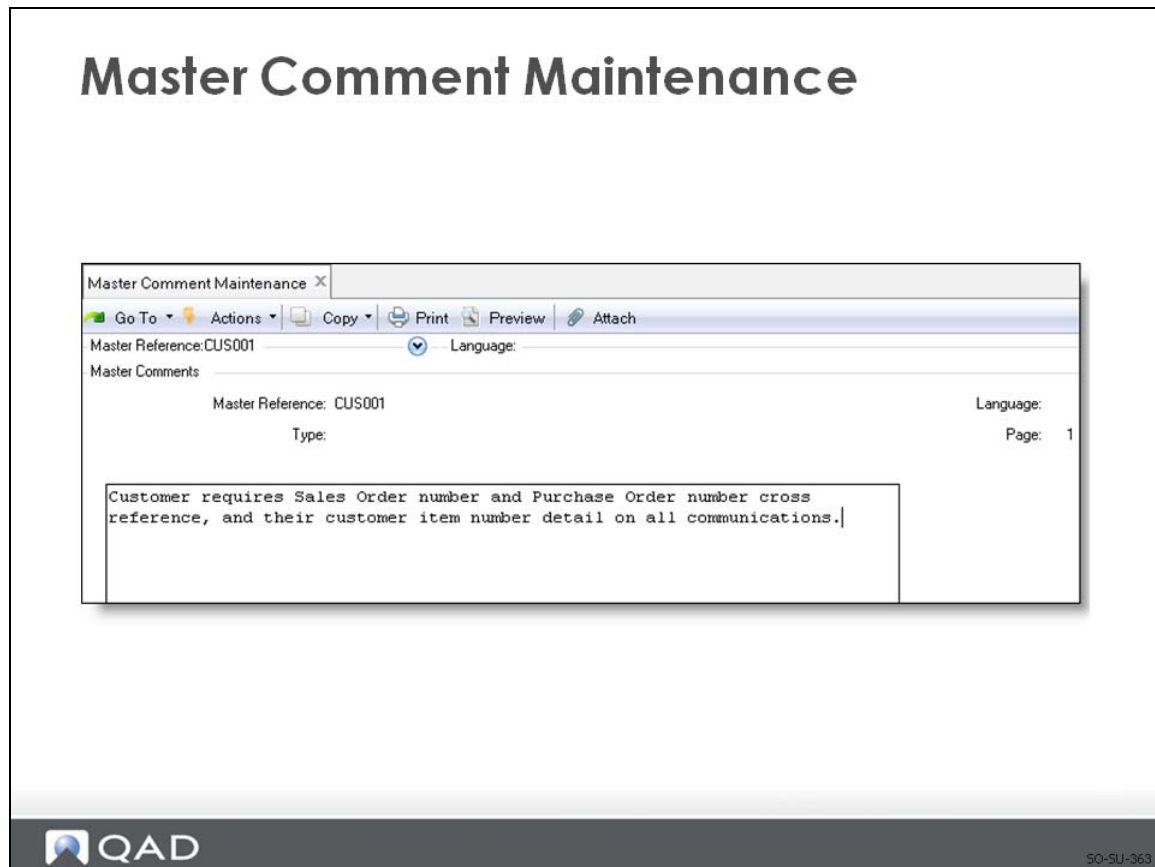 Master Comment Maintenance
Master Comment Maintenance X
Go To Actions Copy Print Preview Attach
Master Reference:CUS001 Language:
Master Comments
Master Reference: CUS001 Language:
Type: Page: 1
Customer requires Sales Order number and Purchase Order number cross
reference, and their customer item number detail on all communications.
QAD
SO-SU-363